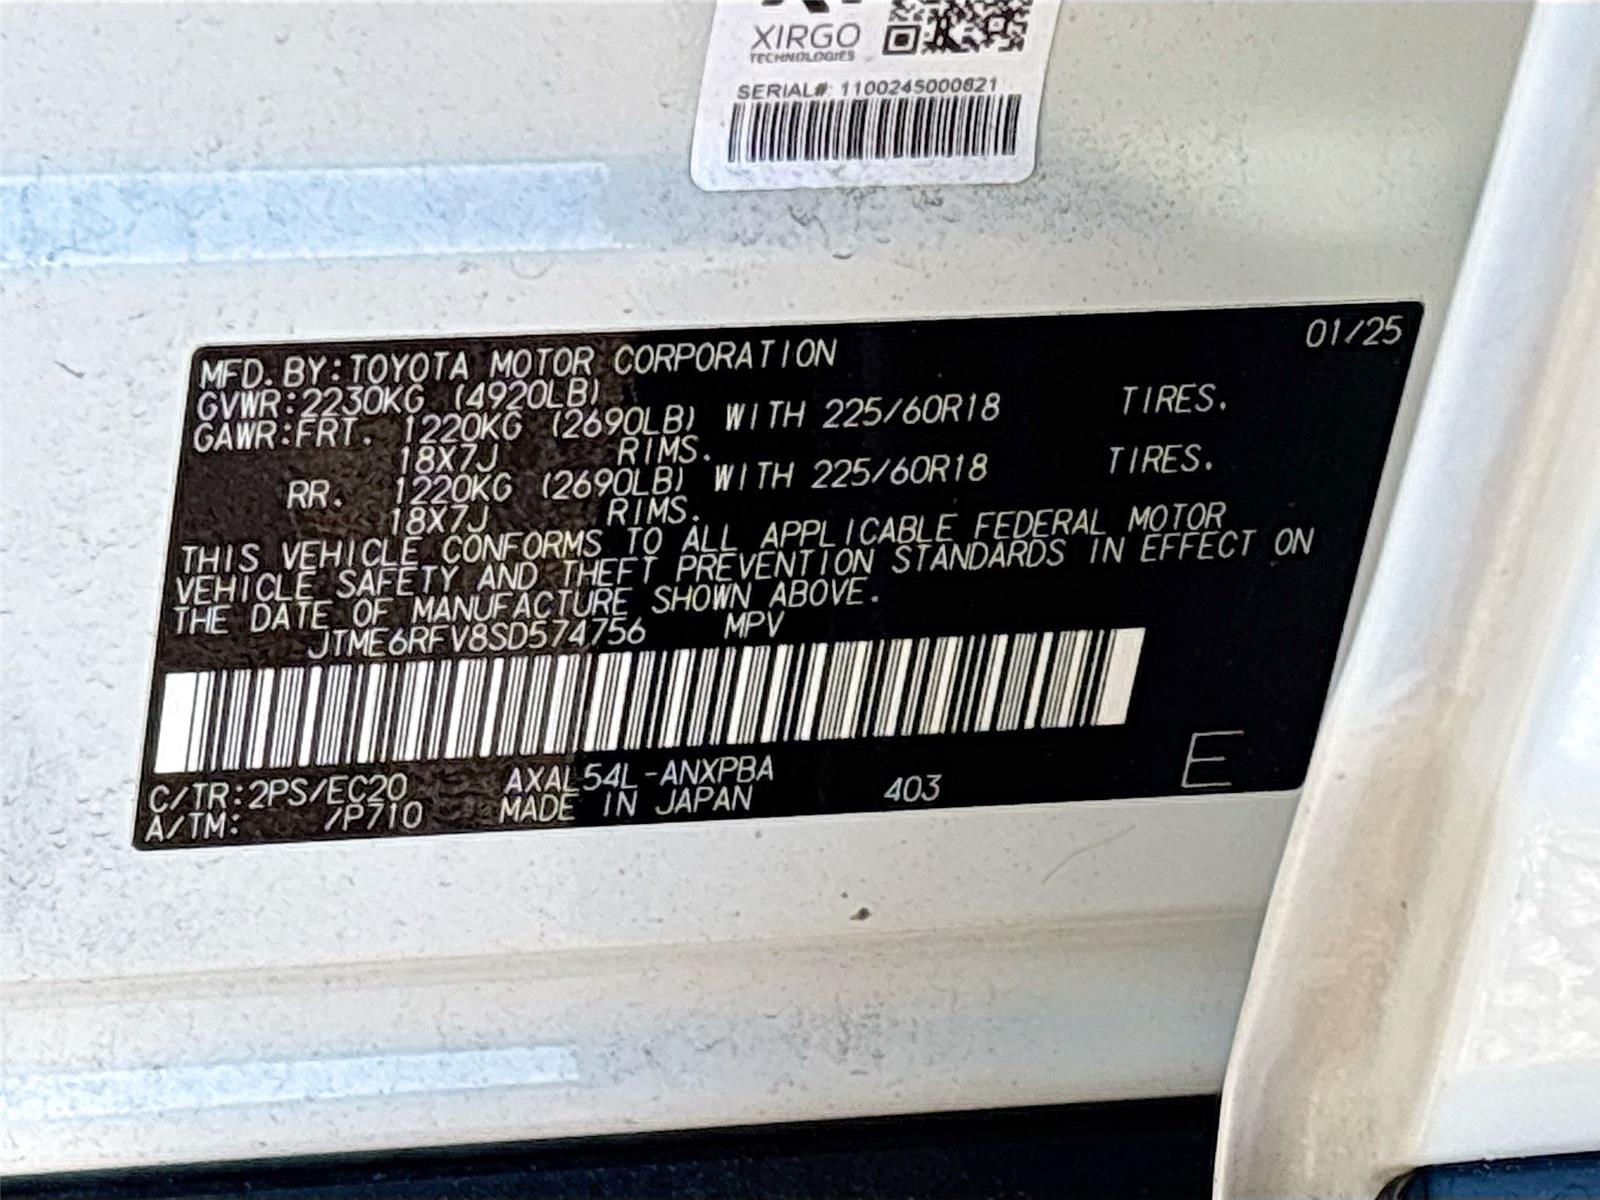 XIRGO
TECHNOLOGIES
SERIAL#: 1100245000821
01/25
MFD. BY: TOYOTA MOTOR CORPORATION
GVWR: 2230KG (4920LB)
GAWR: FRT. 1220KG (2690LB) WITH 225/60R18 TIRES.
18X7J RIMS.
RR. 1220KG (2690LB) WITH 225/60R18 TIRES.
18X7J RIMS.
THIS VEHICLE CONFORMS TO ALL APPLICABLE FEDERAL MOTOR
VEHICLE SAFETY AND THEFT PREVENTION STANDARDS IN EFFECT ON
THE DATE OF MANUFACTURE SHOWN ABOVE.
JTME6RFV8SD574756 MPV
C/TR: 2PS/EC20 AXAL54L-ANXPBA
A/TM: /P710 MADE IN JAPAN 403 E